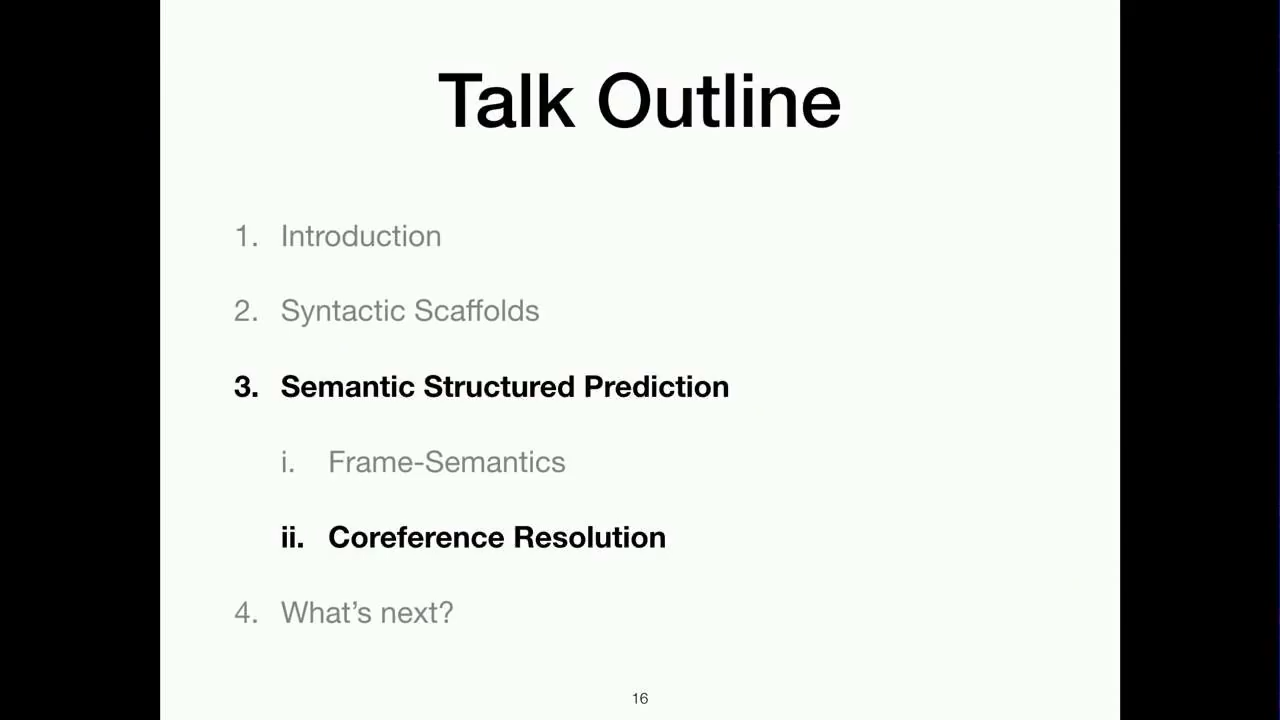 Talk Outline
1. Introduction
2. Syntactic Scaffolds
3. Semantic Structured Prediction
i. Frame-Semantics
ii. Coreference Resolution
4. What’s next?
16